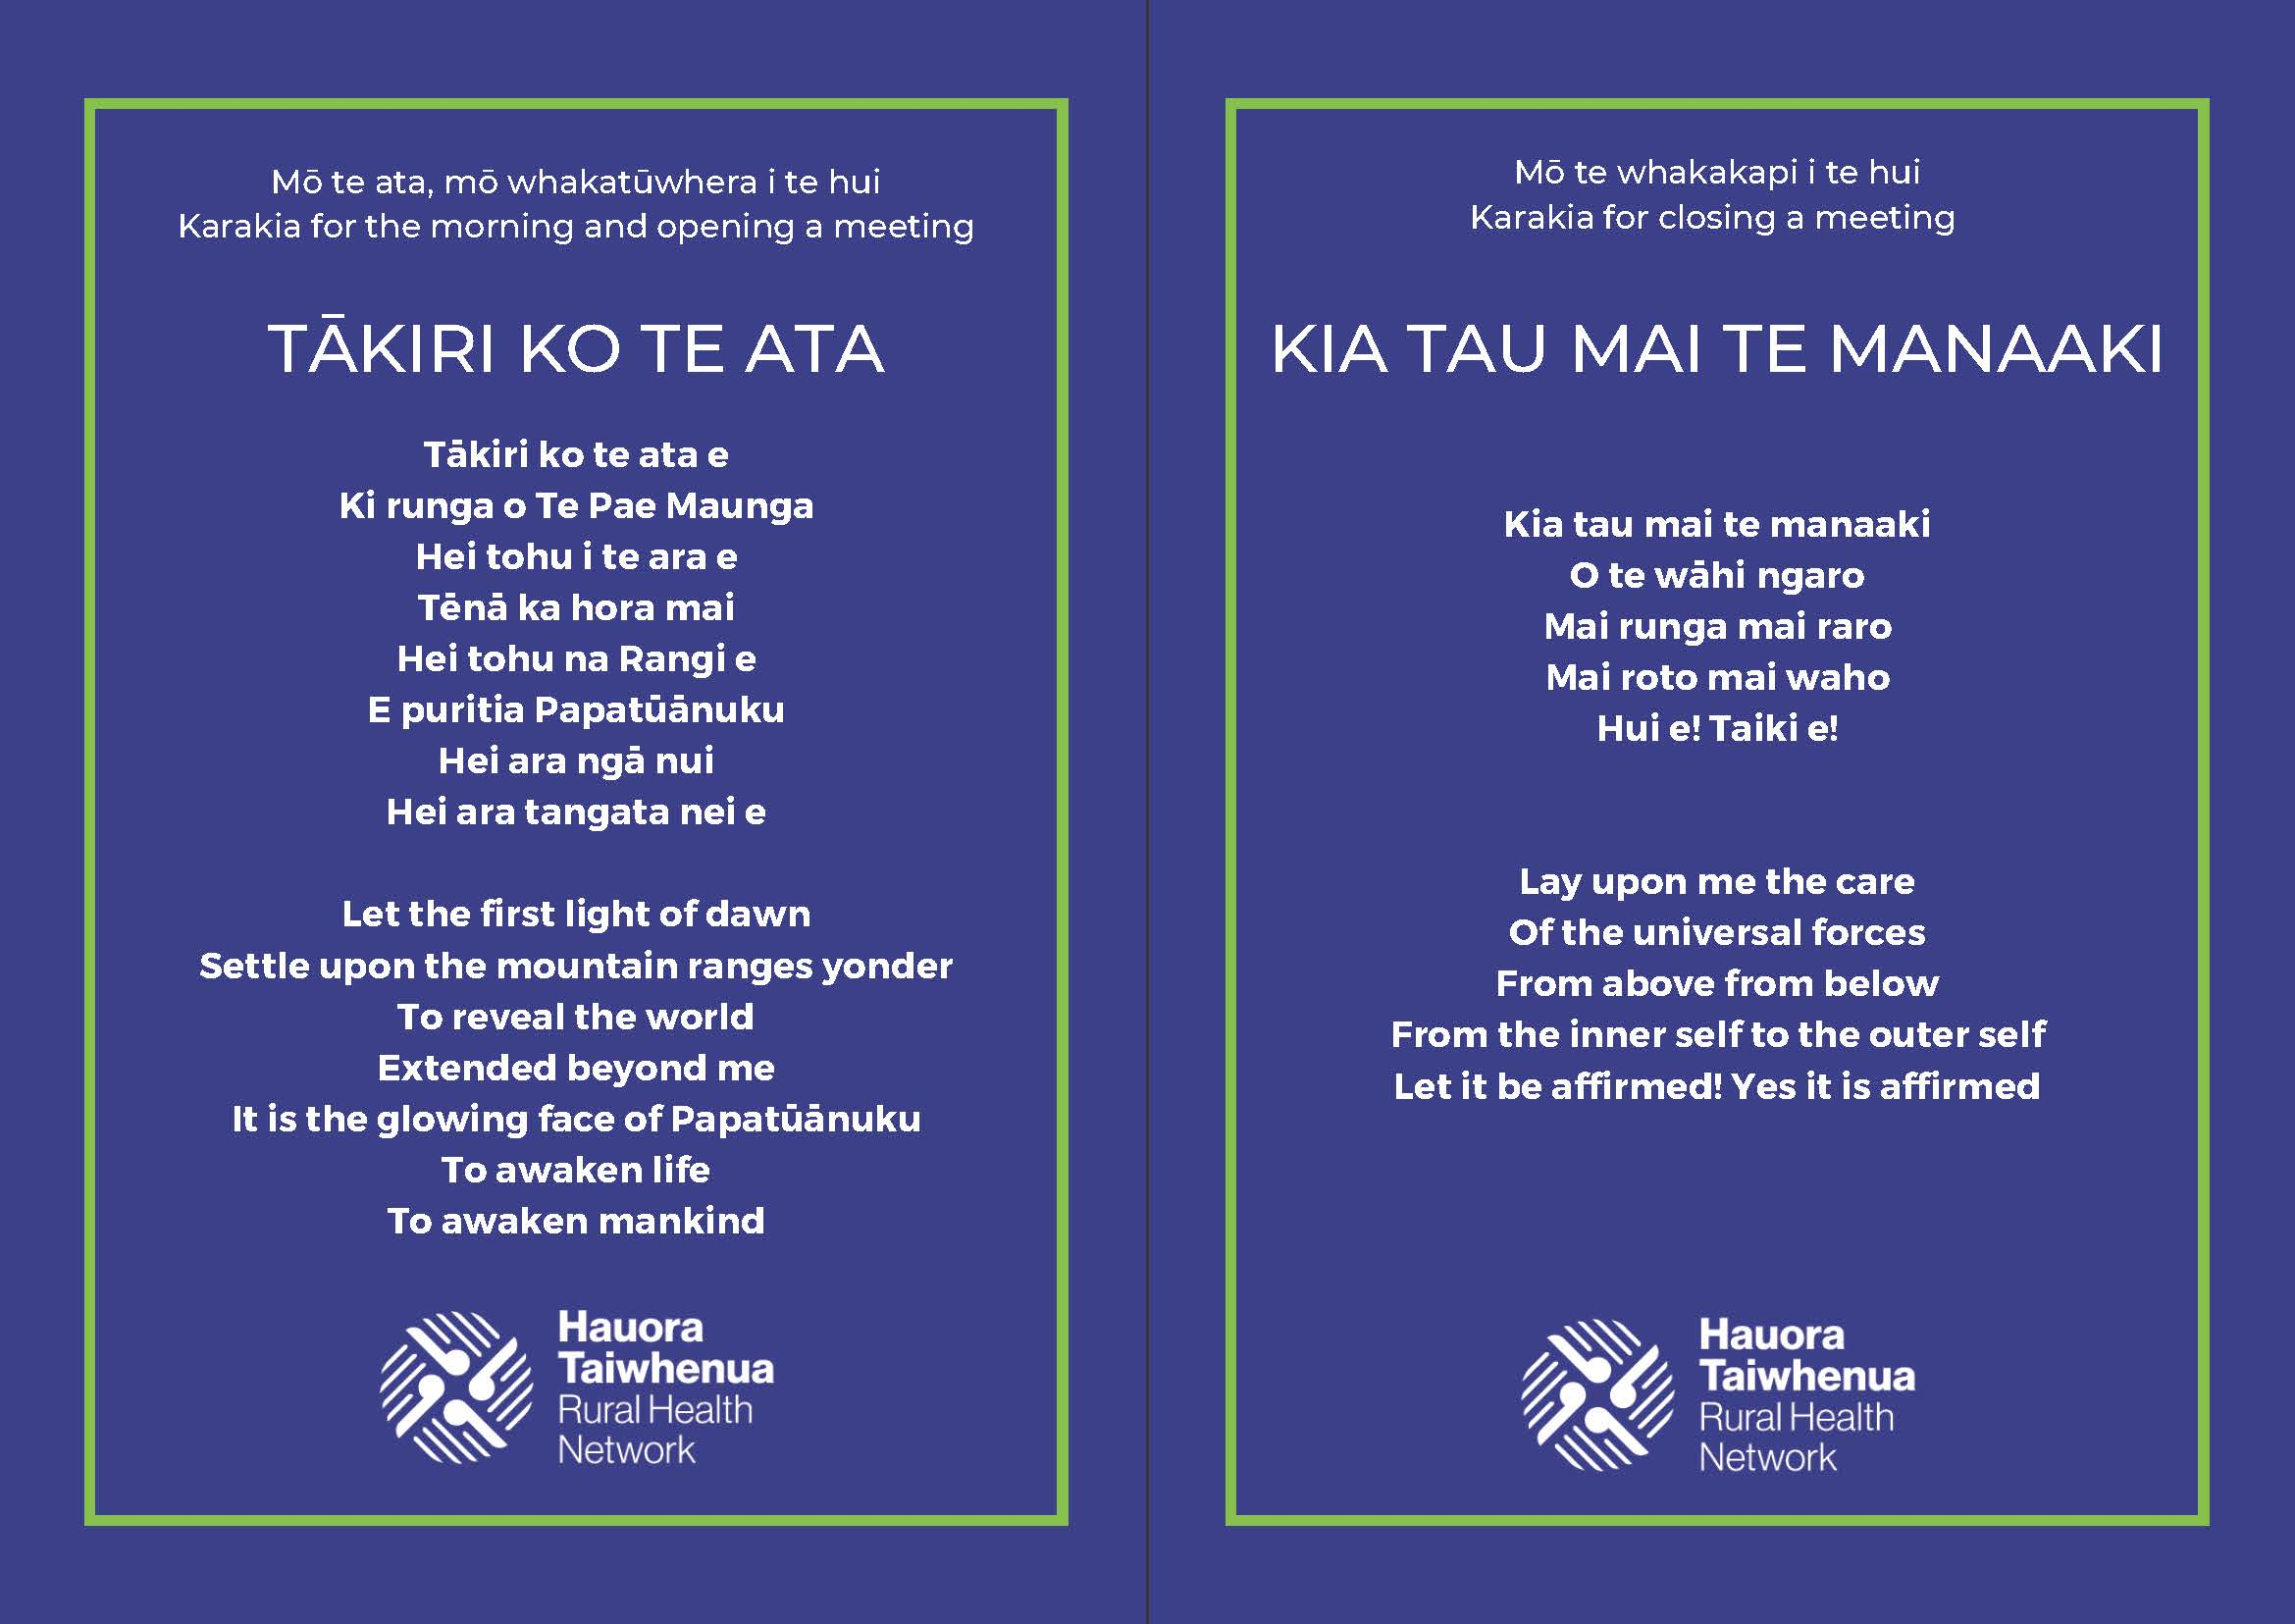 Mō te ata, mō whakatūwhera i te hui
Karakia for the morning and opening a meeting
TĀKIRI KO TE ATA
Tākiri ko te ata e
Ki runga o Te Pae Maunga
Hei tohu i te ara e
Tēnā ka hora mai
Hei tohu na Rangi e
E puritia Papatūānuku
Hei ara ngā nui
Hei ara tangata nei e
Let the first light of dawn
Settle upon the mountain ranges yonder
To reveal the world
Extended beyond me
It is the glowing face of Papatūānuku
To awaken life
To awaken mankind
Hauora
Taiwhenua
Rural Health
Network
Mō te whakakapi i te hui
Karakia for closing a meeting
KIA TAU MAI TE MANAAKI
Kia tau mai te manaaki
O te wāhi ngaro
Mai runga mai raro
Mai roto mai waho
Hui e! Taiki e!
Lay upon me the care
Of the universal forces
From above from below
From the inner self to the outer self
Let it be affirmed! Yes it is affirmed
Hauora
Taiwhenua
Rural Health
Network